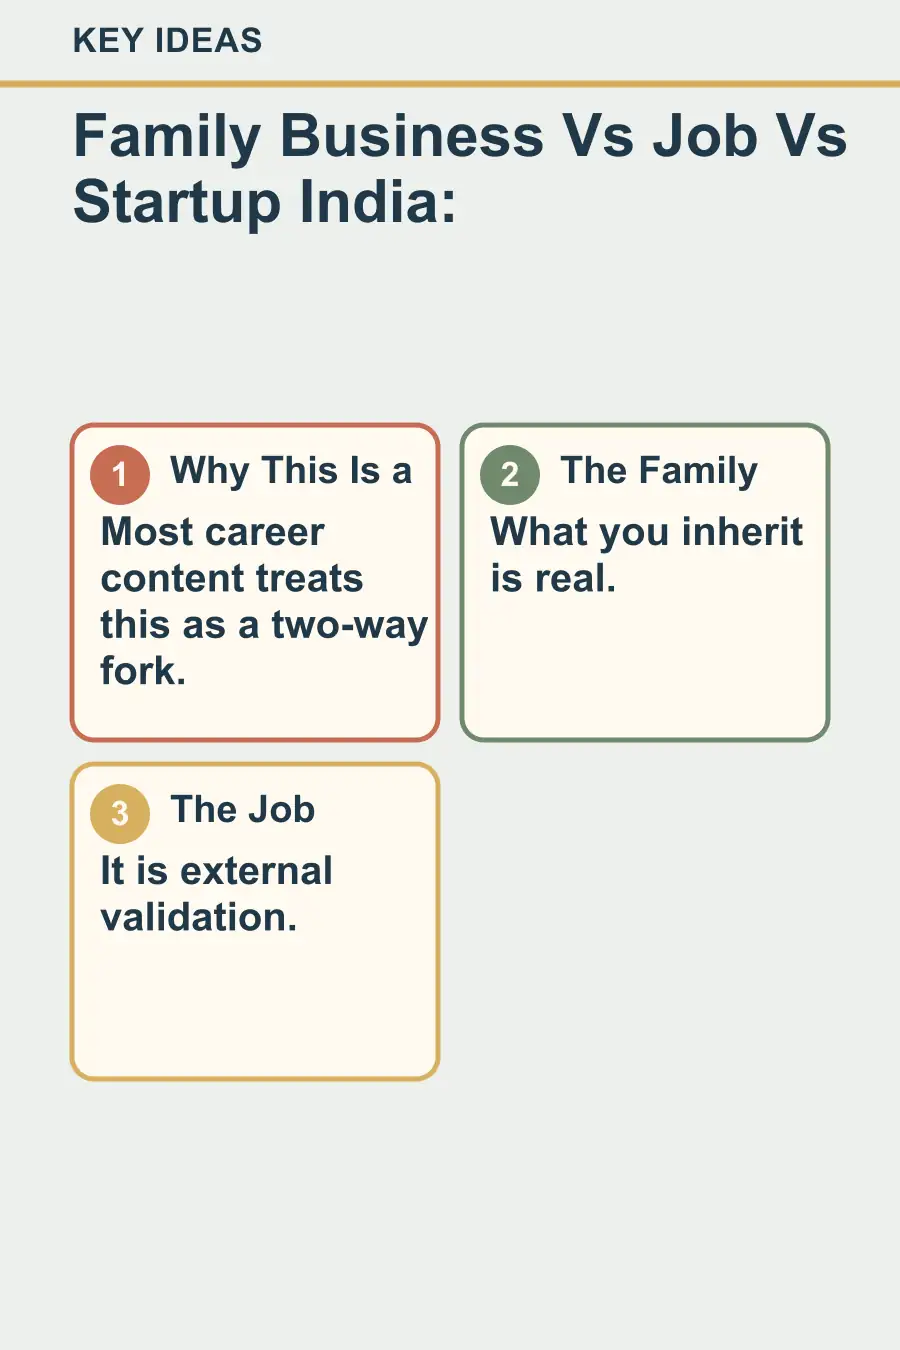 KEY IDEAS
Family Business Vs Job Vs
Startup India:
1 Why This Is a
Most career
content treats
this as a two-way
fork.
2 The Family
What you inherit
is real.
3 The Job
It is external
validation.